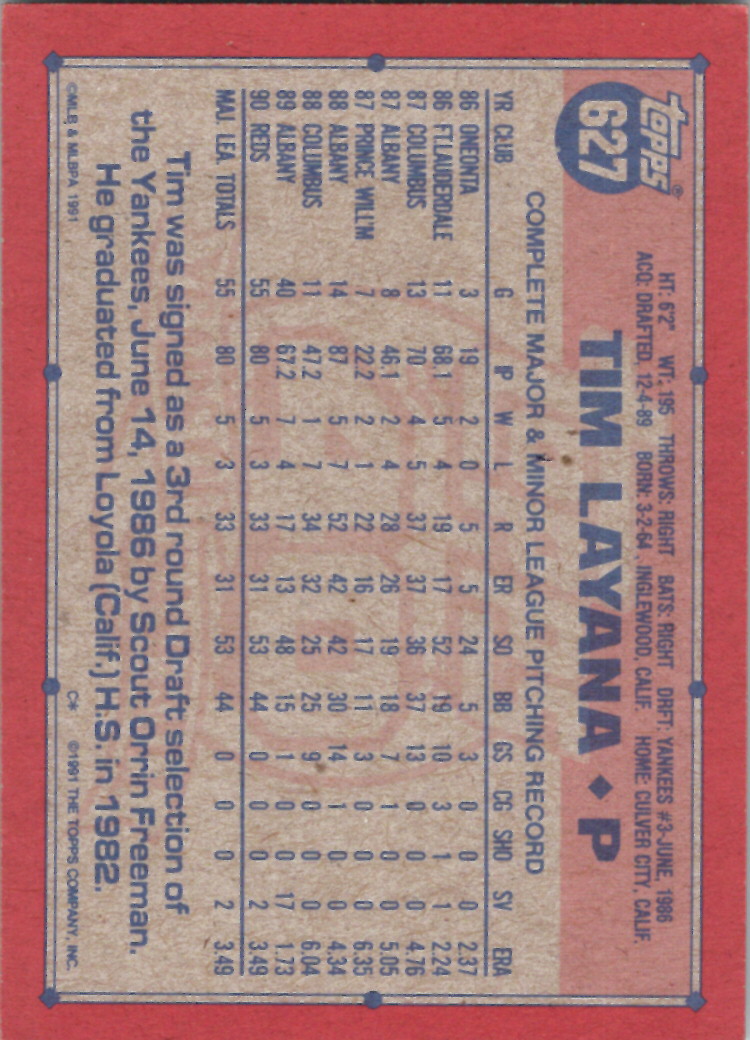 topps®
627
HT: 6'2" WT: 195 THROWS: RIGHT BATS: RIGHT DRFT: YANKEES #3-JUNE, 1986
ACQ: DRAFTED, 12-4-89 BORN: 3-2-64, INGLEWOOD, CALIF. HOME: CULVER CITY, CALIF.
TIM LAYANA ◆ P
COMPLETE MAJOR & MINOR LEAGUE PITCHING RECORD
YR CLUB G IP W L R ER SO BB GS CG SHO SV ERA
86 ONEONTA 3 19 2 0 5 5 24 5 3 0 0 0 2.37
86 FT.LAUDERDALE 11 68.1 5 4 19 17 52 19 10 3 1 1 2.24
87 COLUMBUS 13 70 4 5 37 37 36 37 13 0 0 0 4.76
87 ALBANY 8 46.1 2 4 28 26 19 18 7 1 0 0 5.05
87 PRINCE WILL'M 7 22.2 2 1 22 16 17 11 3 0 0 0 6.35
88 ALBANY 14 87 5 7 52 42 42 30 14 1 0 0 4.34
88 COLUMBUS 11 47.2 1 7 34 32 25 25 9 0 0 0 6.04
89 ALBANY 40 67.2 7 4 17 13 48 15 1 0 0 17 1.73
90 REDS 55 80 5 3 33 31 53 44 0 0 0 2 3.49
MAJ. LEA. TOTALS 55 80 5 3 33 31 53 44 0 0 0 2 3.49
Tim was signed as a 3rd round Draft selection of
the Yankees, June 14, 1986 by Scout Orrin Freeman.
He graduated from Loyola (Calif.) H.S. in 1982.
©MLB & MLBPA 1991 C* ©1991 THE TOPPS COMPANY, INC.